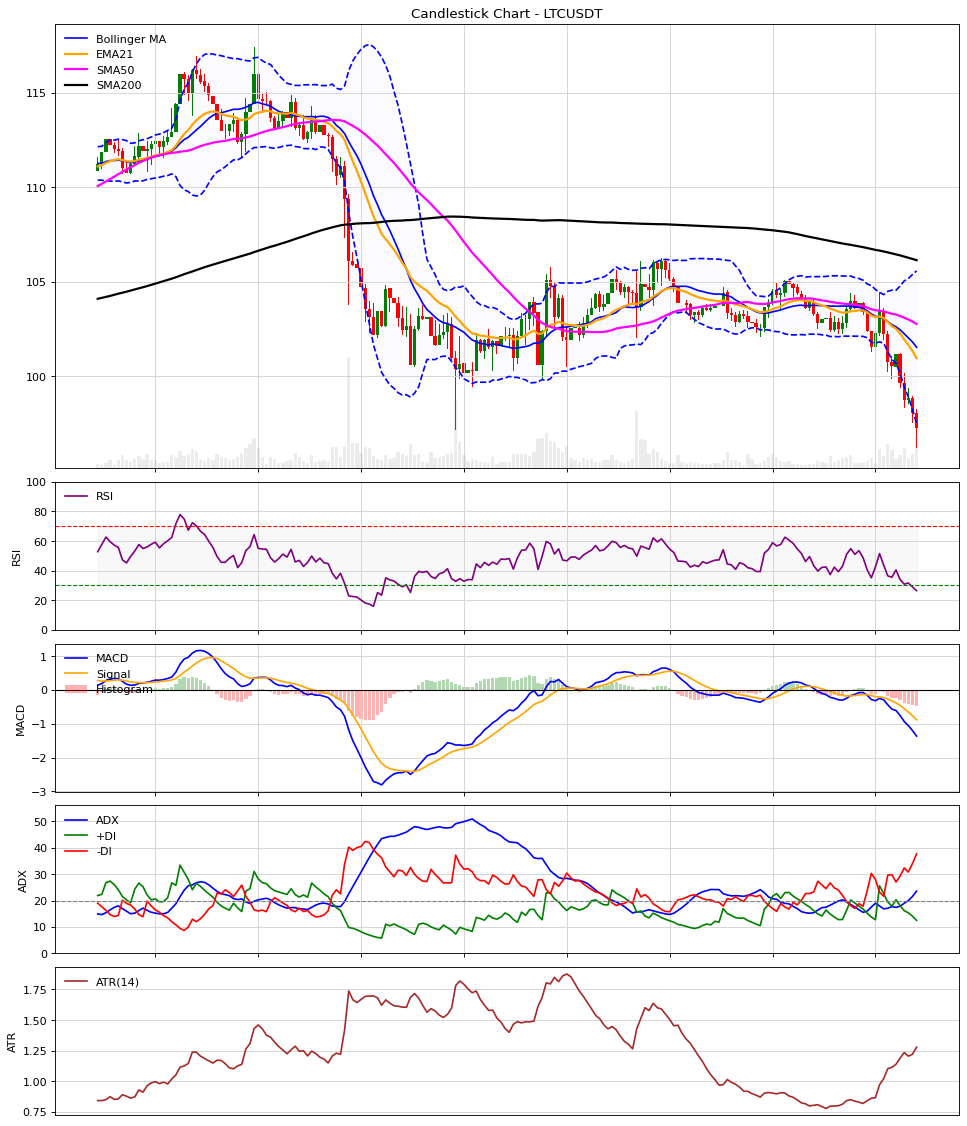 Candlestick Chart - LTCUSDT
Bollinger MA
EMA21
SMA50
SMA200
115
110
105
100
RSI
100
80
60
40
20
0
RSI
MACD
Signal
Histogram
1
0
−1
−2
−3
MACD
ADX
+DI
-DI
50
40
30
20
10
0
ADX
ATR(14)
1.75
1.50
1.25
1.00
0.75
ATR